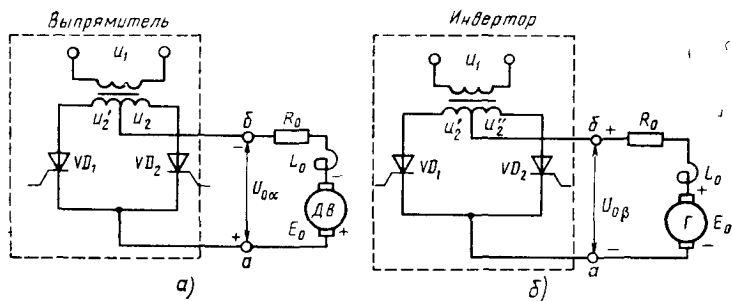 Выпрямитель
u₁
u₂′ u₂
VD₁
VD₂
б
−
R₀
L₀
−
U₀α
ДВ
E₀
+
+
а
а)
Инвертор
u₁
u₂′ u₂″
VD₁
VD₂
б +
R₀
L₀
+
U₀β
Г
E₀
−
−
а
б)